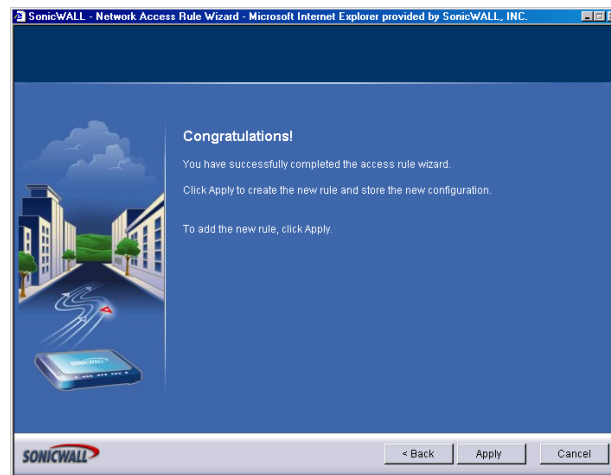 SonicWALL - Network Access Rule Wizard - Microsoft Internet Explorer provided by SonicWALL, INC.
Congratulations!
You have successfully completed the access rule wizard.
Click Apply to create the new rule and store the new configuration.
To add the new rule, click Apply.
SONICWALL
SONICWALL
< Back
Apply
Cancel